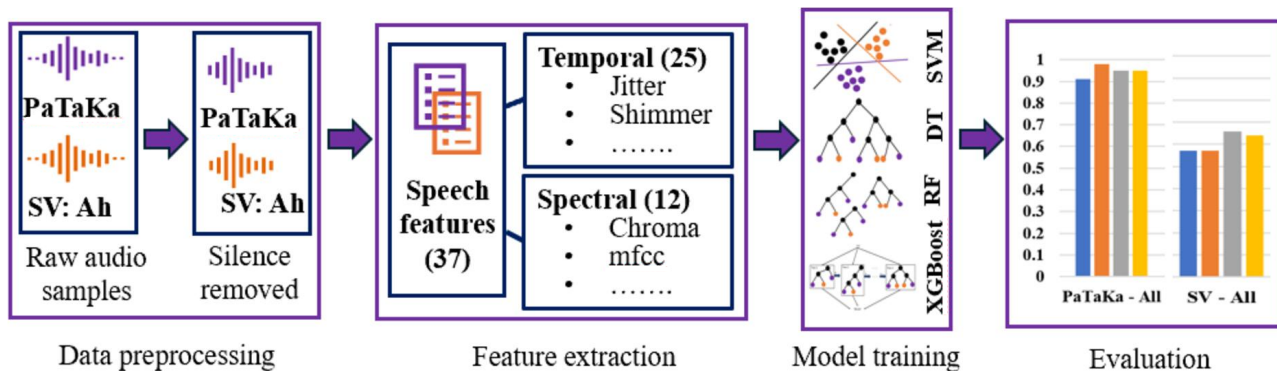 PaTaKa
SV: Ah
Raw audio
samples
PaTaKa
SV: Ah
Silence
removed
Data preprocessing
Speech
features
(37)
Temporal (25)
• Jitter
• Shimmer
• …….
Spectral (12)
• Chroma
• mfcc
• …….
Feature extraction
SVM
DT
RF
XGBoost
Model training
1
0.9
0.8
0.7
0.6
0.5
0.4
0.3
0.2
0.1
0
PaTaKa - All
SV - All
Evaluation